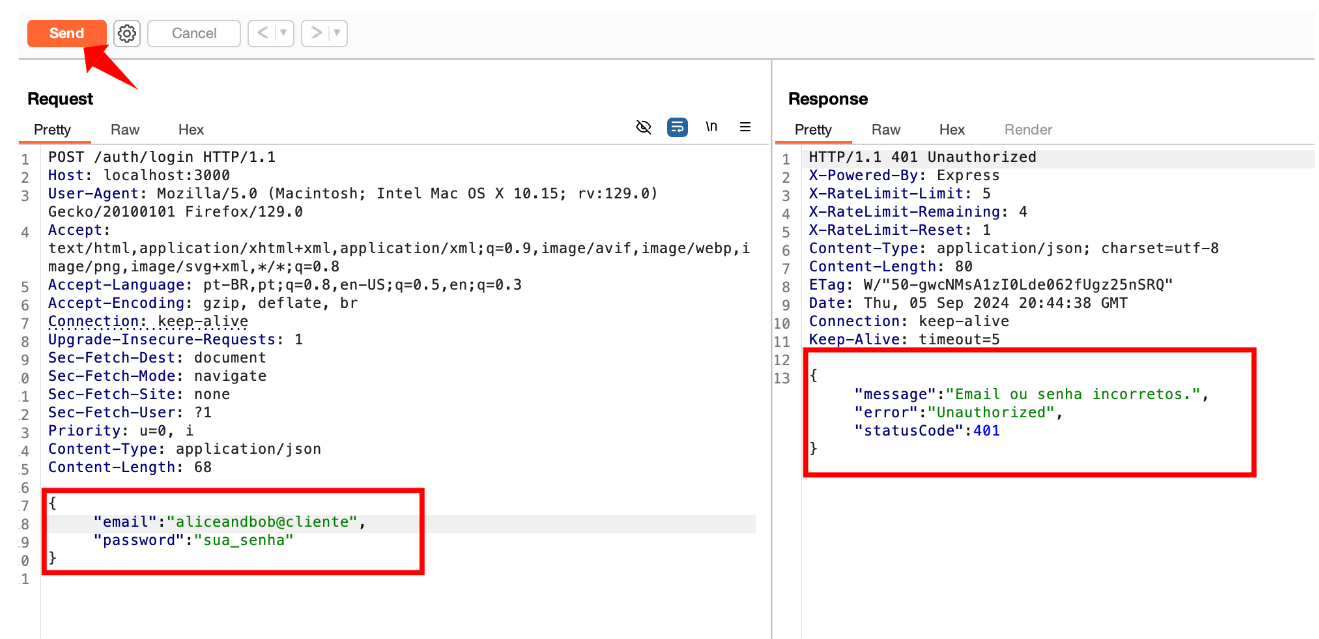 Send
Cancel
< ▼
> ▼
Request
Pretty Raw Hex
\n
1 POST /auth/login HTTP/1.1
2 Host: localhost:3000
3 User-Agent: Mozilla/5.0 (Macintosh; Intel Mac OS X 10.15; rv:129.0)
Gecko/20100101 Firefox/129.0
4 Accept:
text/html,application/xhtml+xml,application/xml;q=0.9,image/avif,image/webp,i
mage/png,image/svg+xml,*/*;q=0.8
5 Accept-Language: pt-BR,pt;q=0.8,en-US;q=0.5,en;q=0.3
6 Accept-Encoding: gzip, deflate, br
7 Connection: keep-alive
8 Upgrade-Insecure-Requests: 1
9 Sec-Fetch-Dest: document
0 Sec-Fetch-Mode: navigate
1 Sec-Fetch-Site: none
2 Sec-Fetch-User: ?1
3 Priority: u=0, i
4 Content-Type: application/json
5 Content-Length: 68
6
7 {
8 "email":"aliceandbob@cliente",
9 "password":"sua_senha"
0 }
1
Response
Pretty Raw Hex Render
1 HTTP/1.1 401 Unauthorized
2 X-Powered-By: Express
3 X-RateLimit-Limit: 5
4 X-RateLimit-Remaining: 4
5 X-RateLimit-Reset: 1
6 Content-Type: application/json; charset=utf-8
7 Content-Length: 80
8 ETag: W/"50-gwcNMsA1zI0Lde062fUgz25nSRQ"
9 Date: Thu, 05 Sep 2024 20:44:38 GMT
10 Connection: keep-alive
11 Keep-Alive: timeout=5
12
13 {
"message":"Email ou senha incorretos.",
"error":"Unauthorized",
"statusCode":401
}